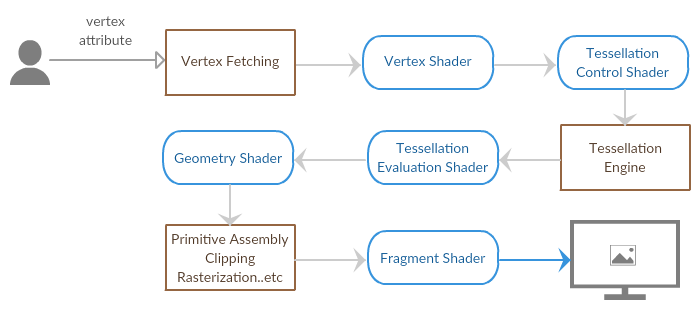 vertex
attribute
Vertex Fetching
Vertex Shader
Tessellation
Control Shader
Geometry Shader
Tessellation
Evaluation Shader
Tessellation
Engine
Primitive Assembly
Clipping
Rasterization..etc
Fragment Shader